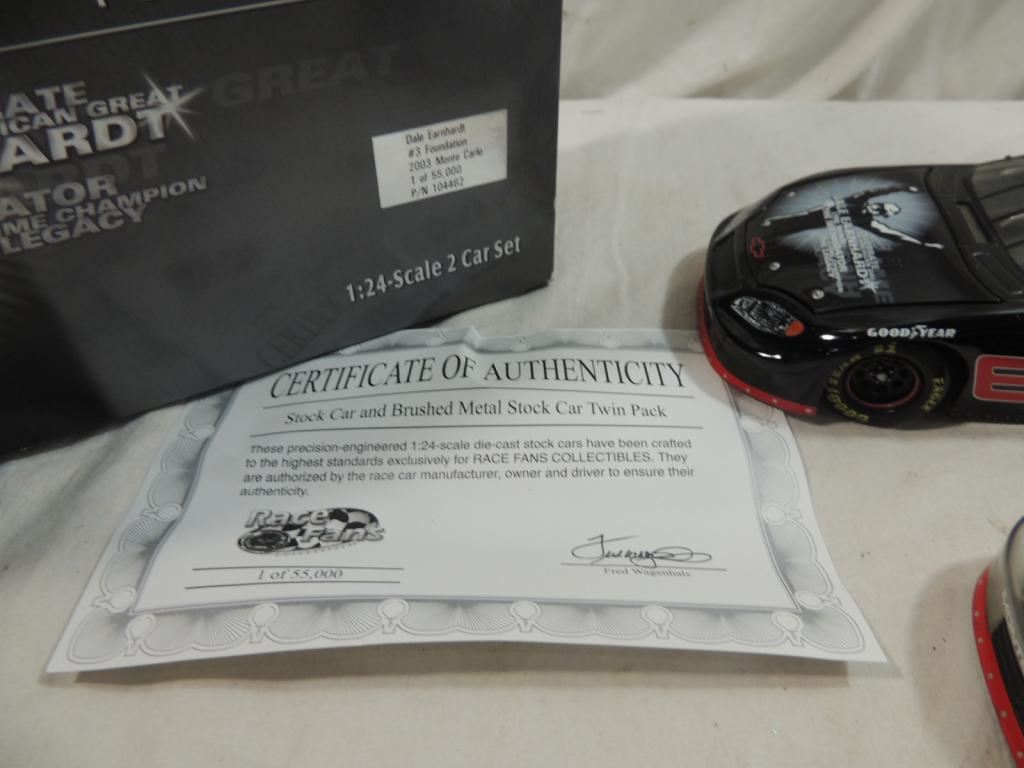 GREAT
ICAN GREAT
ARDT
ATOR
ME CHAMPION
LEGACY
Dale Earnhardt
#3 Foundation
2003 Monte Carlo
1 of 55,000
P/N 104462
1:24-Scale 2 Car Set
CERTIFICATE OF AUTHENTICITY
Stock Car and Brushed Metal Stock Car Twin Pack
These precision-engineered 1:24-scale die-cast stock cars have been crafted
to the highest standards exclusively for RACE FANS COLLECTIBLES. They
are authorized by the race car manufacturer, owner and driver to ensure their
authenticity.
Race
Fans
1 of 55,000
Fred Wagenhals
GOODYEAR
EAGLE